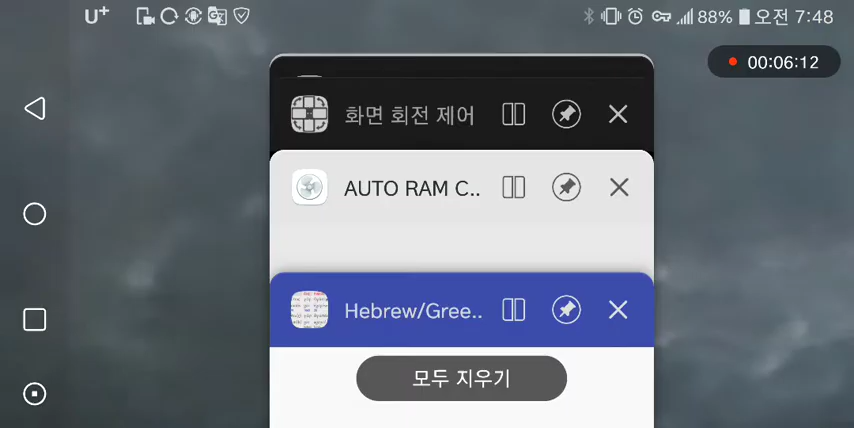 U+ 88% 오전 7:48
00:06:12
화면 회전 제어
AUTO RAM C..
Hebrew/Gree..
모두 지우기